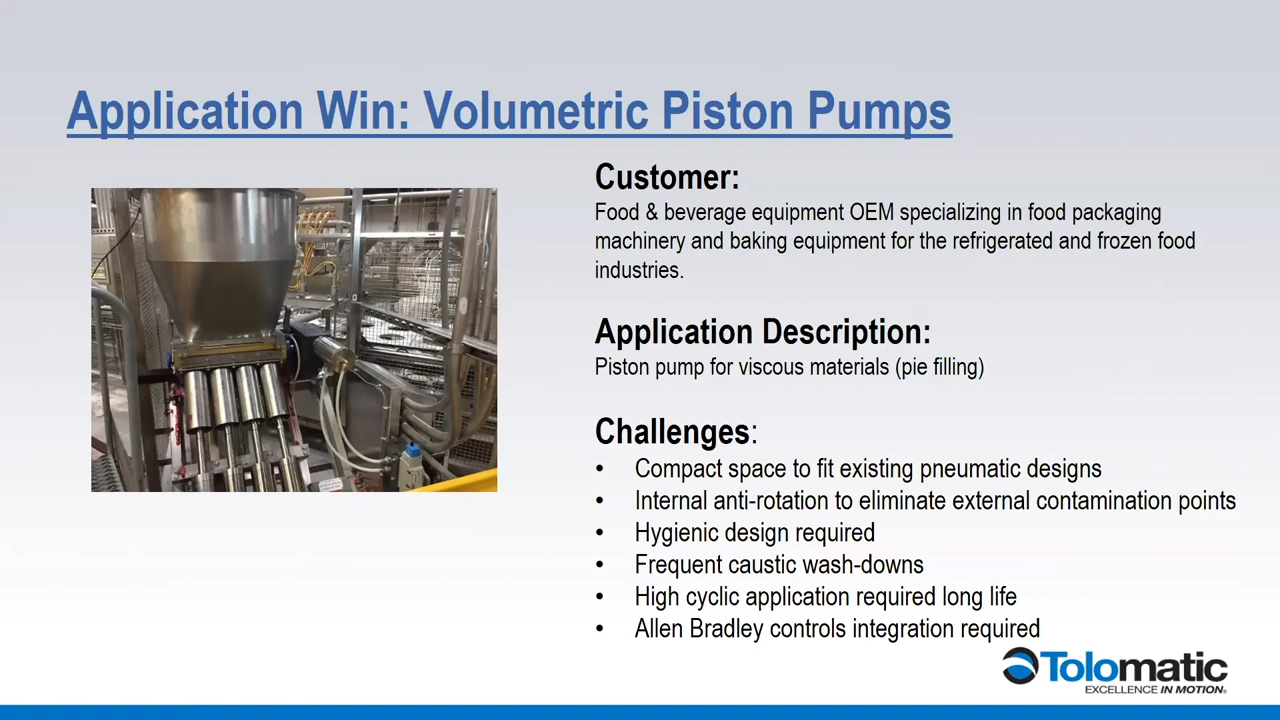 Application Win: Volumetric Piston Pumps
Customer:
Food & beverage equipment OEM specializing in food packaging
machinery and baking equipment for the refrigerated and frozen food
industries.
Application Description:
Piston pump for viscous materials (pie filling)
Challenges:
• Compact space to fit existing pneumatic designs
• Internal anti-rotation to eliminate external contamination points
• Hygienic design required
• Frequent caustic wash-downs
• High cyclic application required long life
• Allen Bradley controls integration required
Tolomatic
EXCELLENCE IN MOTION®